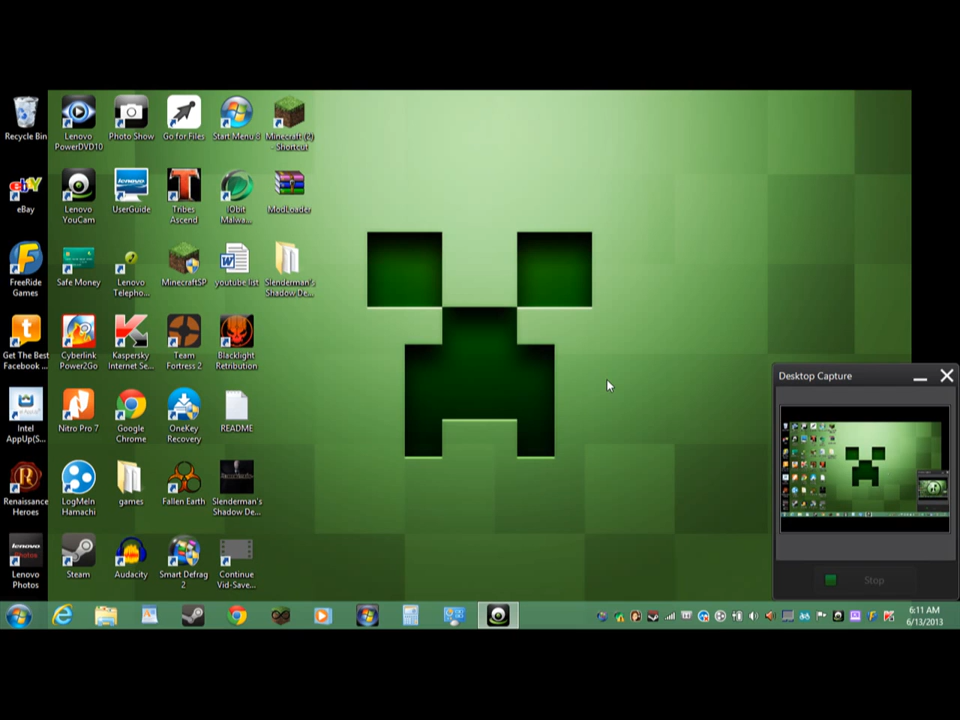 Recycle Bin
Lenovo
PowerDVD10
Photo Show
Go for Files
Start Menu8
Minecraft (2)
- Shortcut
eBay
Lenovo
YouCam
UserGuide
Tribes
Ascend
IObit
Malwa...
ModLoader
FreeRide
Games
Safe Money
Lenovo
Telepho...
MinecraftSP
youtube list
Slenderman's
Shadow De...
Get The Best
Facebook ...
Cyberlink
Power2Go
Kaspersky
Internet Se...
Team
Fortress 2
Blacklight
Retribution
Intel
AppUp(S...
Nitro Pro 7
Google
Chrome
OneKey
Recovery
README
Renaissance
Heroes
LogMeIn
Hamachi
games
Fallen Earth
Slenderman's
Shadow De...
Lenovo
Photos
Steam
Audacity
Smart Defrag
2
Continue
Vid-Save...
Desktop Capture
Stop
6:11 AM
6/13/2013